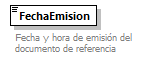 FechaEmision
Fecha y hora de emisión del
documento de referencia